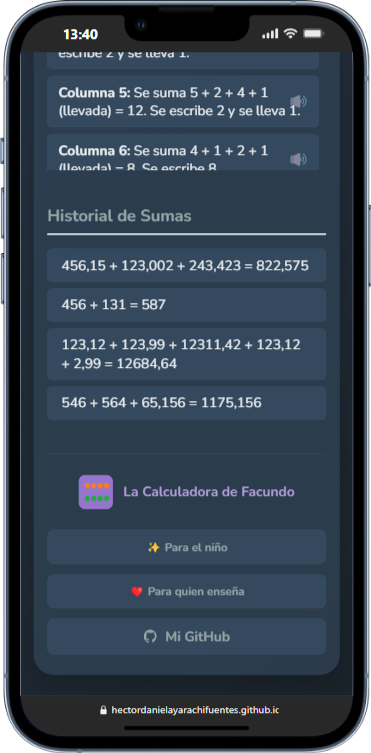 13:40
escribe 2 y se lleva 1.
Columna 5: Se suma 5 + 2 + 4 + 1
(llevada) = 12. Se escribe 2 y se lleva 1.
Columna 6: Se suma 4 + 1 + 2 + 1
(llevada) = 8. Se escribe 8.
Historial de Sumas
456,15 + 123,002 + 243,423 = 822,575
456 + 131 = 587
123,12 + 123,99 + 12311,42 + 123,12
+ 2,99 = 12684,64
546 + 564 + 65,156 = 1175,156
La Calculadora de Facundo
✨ Para el niño
❤️ Para quien enseña
Mi GitHub
hectordanielayarachifuentes.github.io